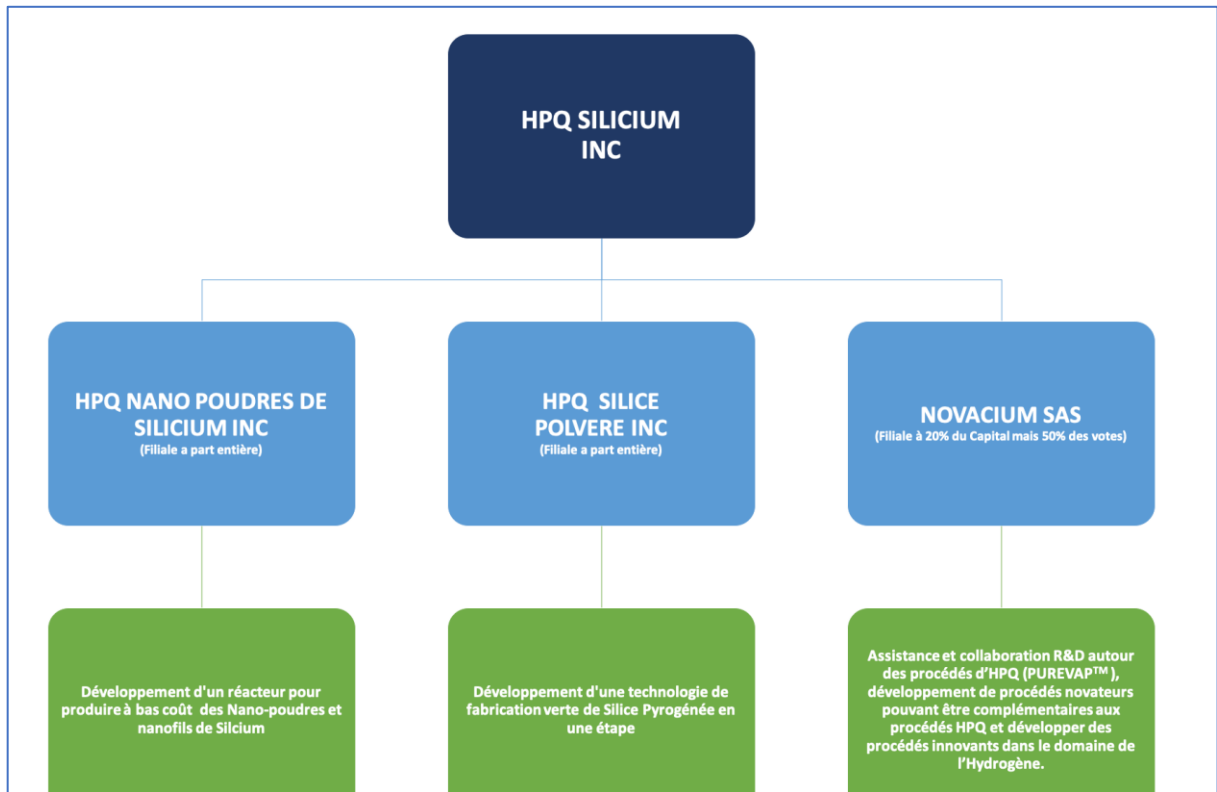 HPQ SILICIUM
INC
HPQ NANO POUDRES DE
SILICIUM INC
(Filiale a part entière)
HPQ SILICE
POLVERE INC
(Filiale a part entière)
NOVACIUM SAS
(Filiale à 20% du Capital mais 50% des votes)
Développement d'un réacteur pour
produire à bas coût des Nano-poudres et
nanofils de Silcium
Développement d'une technologie de
fabrication verte de Silice Pyrogénée en
une étape
Assistance et collaboration R&D autour
des procédés d’HPQ (PUREVAP™ ),
développement de procédés novateurs
pouvant être complémentaires aux
procédés HPQ et développer des
procédés innovants dans le domaine de
l’Hydrogène.